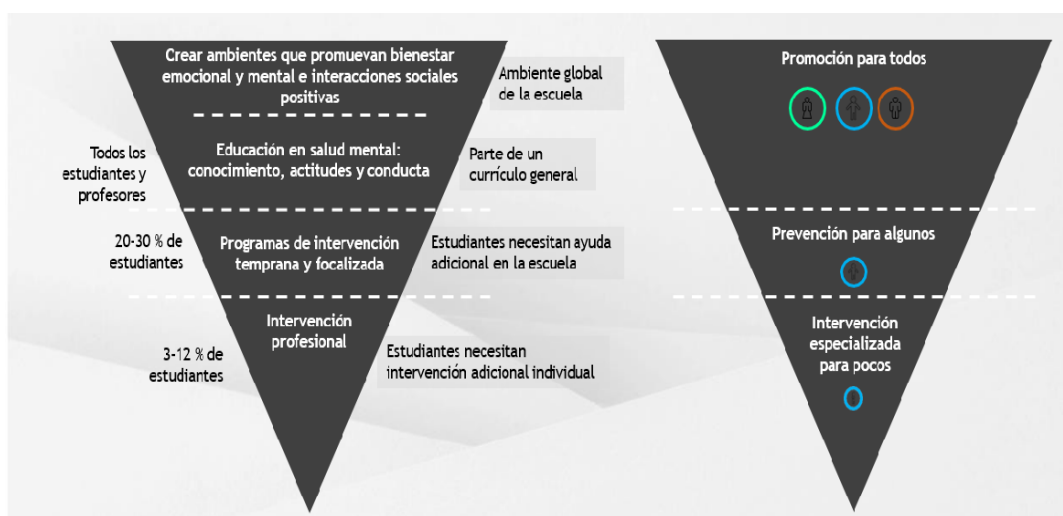 Crear ambientes que promuevan bienestar
emocional y mental e interacciones sociales
positivas
Ambiente global
de la escuela
Todos los
estudiantes y
profesores
Educación en salud mental:
conocimiento, actitudes y conducta
Parte de un
currículo general
20-30 % de
estudiantes
Programas de intervención
temprana y focalizada
Estudiantes necesitan ayuda
adicional en la escuela
3-12 % de
estudiantes
Intervención
profesional
Estudiantes necesitan
intervención adicional individual
Promoción para todos
Prevención para algunos
Intervención
especializada
para pocos